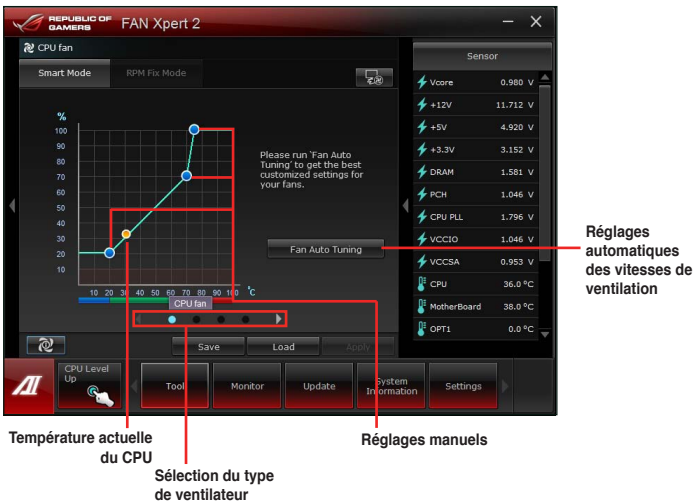 REPUBLIC OF
GAMERS
FAN Xpert 2
CPU fan
Smart Mode
RPM Fix Mode
%
100
90
80
70
60
50
40
30
20
10
10 20 30 40 50 60 70 80 90 100 °C
CPU fan
Please run 'Fan Auto
Tuning' to get the best
customized settings for
your fans.
Fan Auto Tuning
Save
Load
Apply
Sensor
Vcore 0.980 V
+12V 11.712 V
+5V 4.920 V
+3.3V 3.152 V
DRAM 1.581 V
PCH 1.046 V
CPU PLL 1.796 V
VCCIO 1.046 V
VCCSA 0.953 V
CPU 36.0 °C
MotherBoard 38.0 °C
OPT1 0.0 °C
CPU Level
Up
Tool
Monitor
Update
System
Information
Settings
Réglages
automatiques
des vitesses de
ventilation
Température actuelle
du CPU
Réglages manuels
Sélection du type
de ventilateur